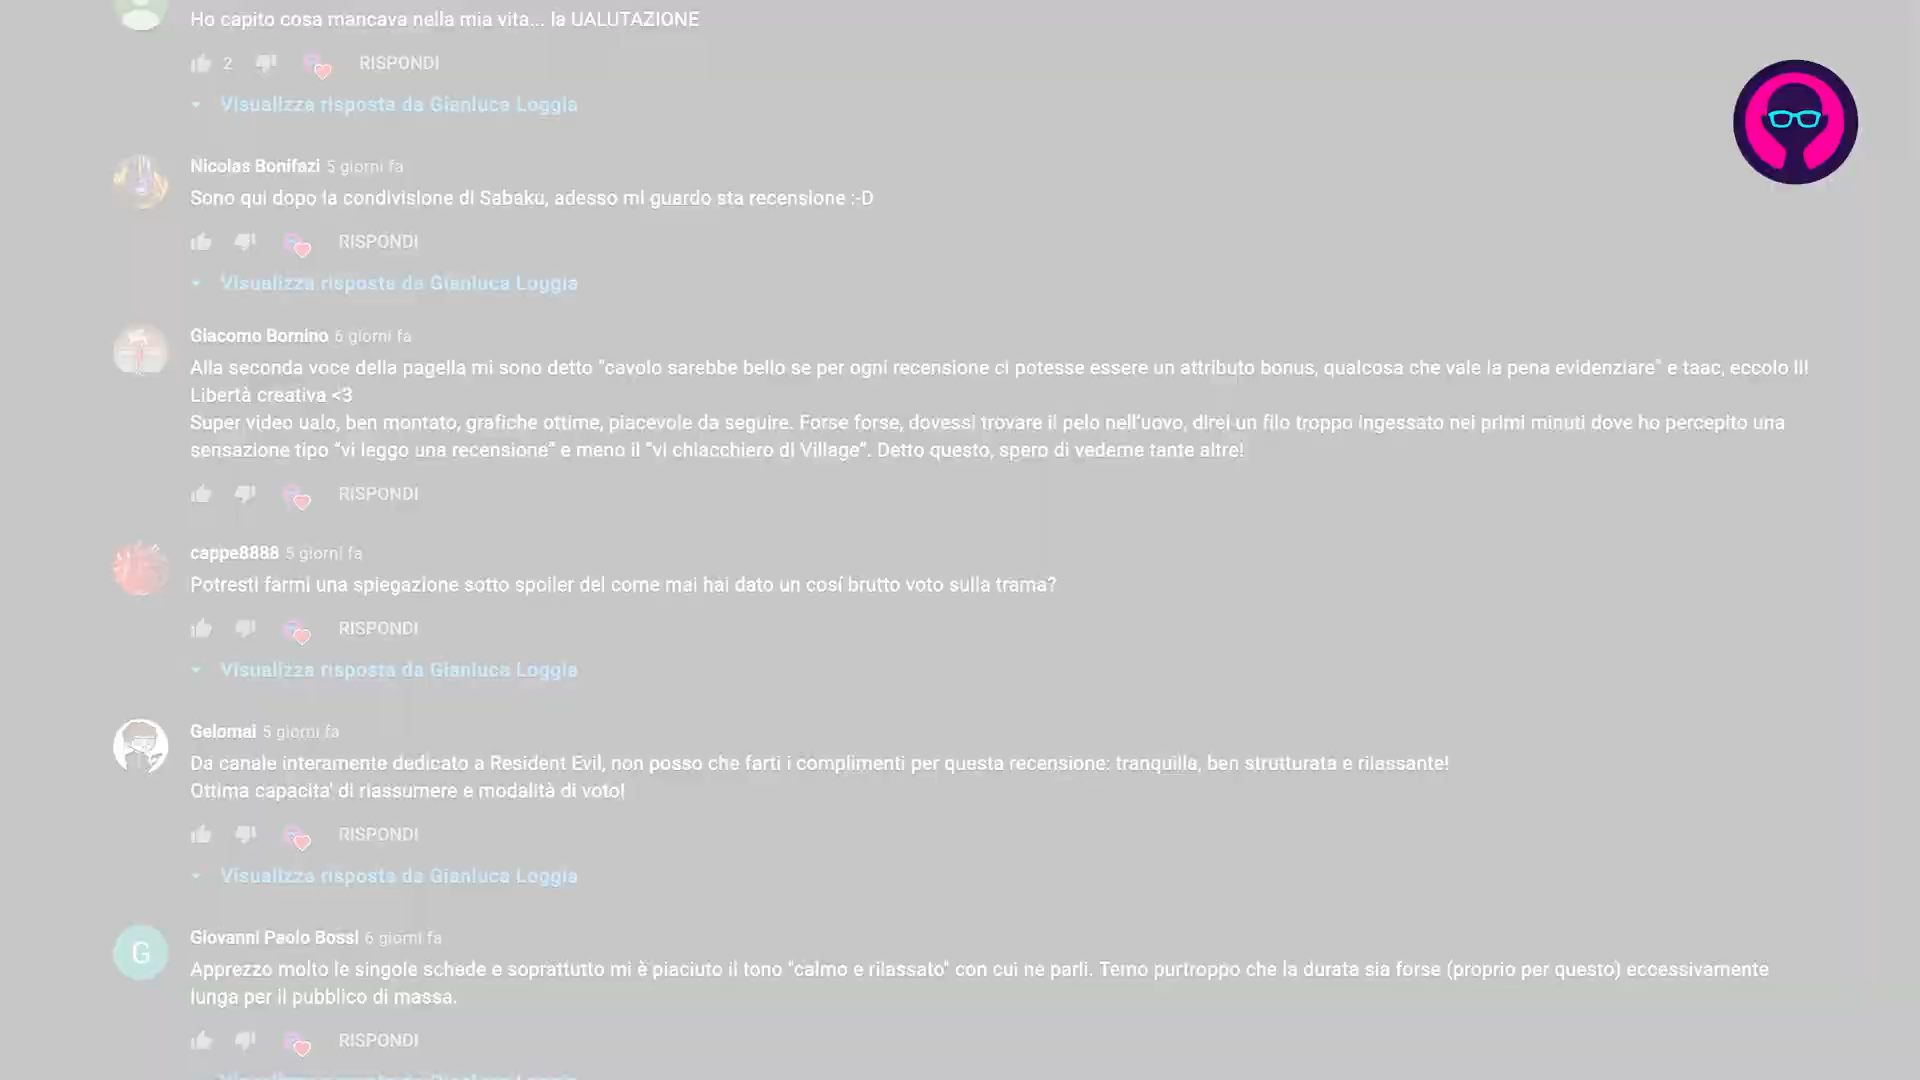 Ho capito cosa mancava nella mia vita... la UALUTAZIONE
2 RISPONDI
Visualizza risposta da Gianluca Loggia
Nicolas Bonifazi 5 giorni fa
Sono qui dopo la condivisione di Sabaku, adesso mi guardo sta recensione :-D
RISPONDI
Visualizza risposta da Gianluca Loggia
Giacomo Bornino 6 giorni fa
Alla seconda voce della pagella mi sono detto "cavolo sarebbe bello se per ogni recensione ci potesse essere un attributo bonus, qualcosa che vale la pena evidenziare" e taac, eccolo lì!
Libertà creativa <3
Super video ualo, ben montato, grafiche ottime, piacevole da seguire. Forse forse, dovessi trovare il pelo nell'uovo, direi un filo troppo ingessato nei primi minuti dove ho percepito una
sensazione tipo "vi leggo una recensione" e meno il "vi chiacchiero di Village". Detto questo, spero di vederne tante altre!
RISPONDI
cappe8888 5 giorni fa
Potresti farmi una spiegazione sotto spoiler del come mai hai dato un cosí brutto voto sulla trama?
RISPONDI
Visualizza risposta da Gianluca Loggia
Gelomai 5 giorni fa
Da canale interamente dedicato a Resident Evil, non posso che farti i complimenti per questa recensione: tranquilla, ben strutturata e rilassante!
Ottima capacita' di riassumere e modalità di voto!
RISPONDI
Visualizza risposta da Gianluca Loggia
G
Giovanni Paolo Bossi 6 giorni fa
Apprezzo molto le singole schede e soprattutto mi è piaciuto il tono "calmo e rilassato" con cui ne parli. Temo purtroppo che la durata sia forse (proprio per questo) eccessivamente
lunga per il pubblico di massa.
RISPONDI